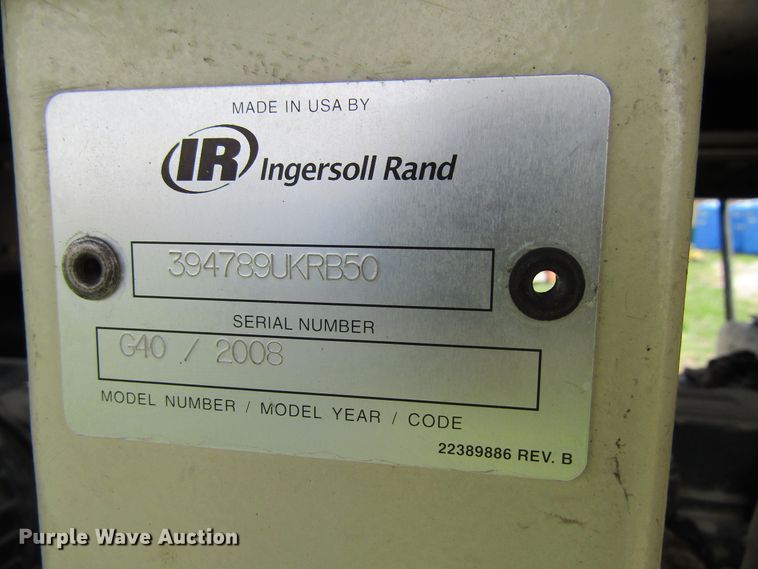 MADE IN USA BY
IR Ingersoll Rand
394789UKRB50
SERIAL NUMBER
G40 / 2008
MODEL NUMBER / MODEL YEAR / CODE
22389886 REV. B
Purple Wave Auction